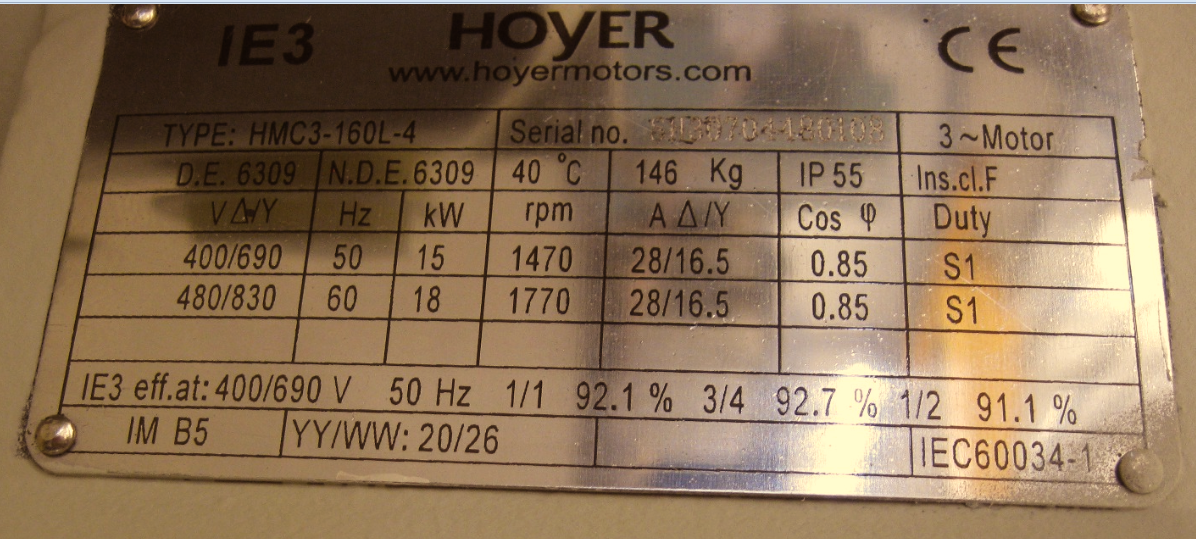 IE3 HOYER CE
www.hoyermotors.com
TYPE: HMC3-160L-4 Serial no. 3~Motor
D.E. 6309 N.D.E. 6309 40 °C 146 Kg IP 55 Ins.cl.F
V Δ/Y Hz kW rpm A Δ/Y Cos φ Duty
400/690 50 15 1470 28/16.5 0.85 S1
480/830 60 18 1770 28/16.5 0.85 S1
IE3 eff.at: 400/690 V 50 Hz 1/1 92.1 % 3/4 92.7 % 1/2 91.1 %
IM B5 YY/WW: 20/26 IEC60034-1